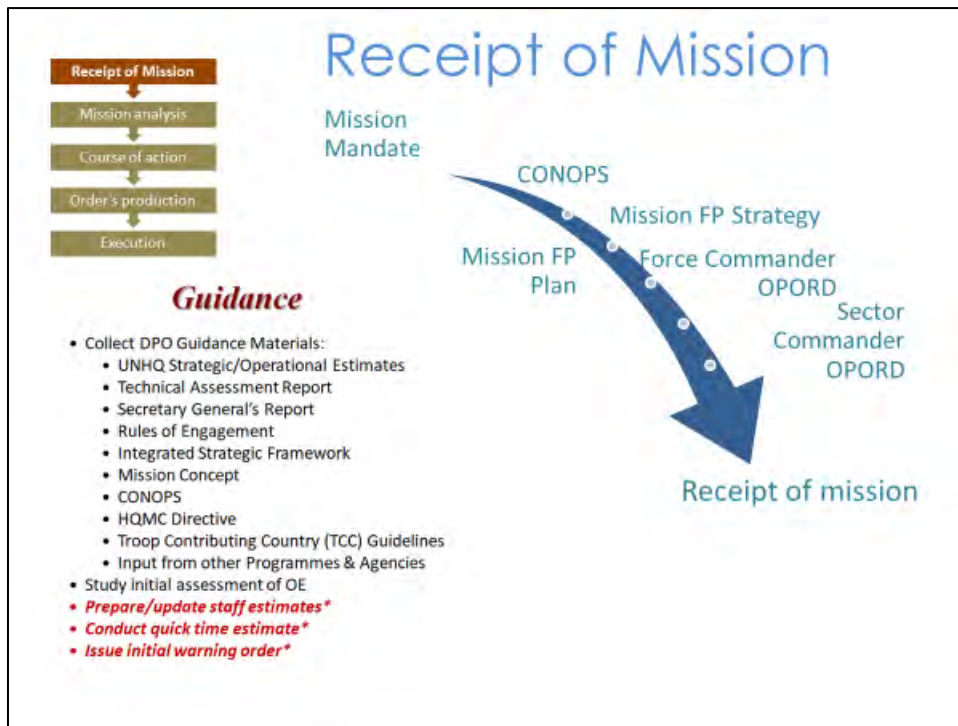 Receipt of Mission
Receipt of Mission
Mission analysis
Course of action
Order's production
Execution
Mission
Mandate
CONOPS
Mission FP Strategy
Mission FP
Plan
Force Commander
OPORD
Sector
Commander
OPORD
Receipt of mission
Guidance
• Collect DPO Guidance Materials:
• UNHQ Strategic/Operational Estimates
• Technical Assessment Report
• Secretary General's Report
• Rules of Engagement
• Integrated Strategic Framework
• Mission Concept
• CONOPS
• HQMC Directive
• Troop Contributing Country (TCC) Guidelines
• Input from other Programmes & Agencies
• Study initial assessment of OE
• Prepare/update staff estimates*
• Conduct quick time estimate*
• Issue initial warning order*